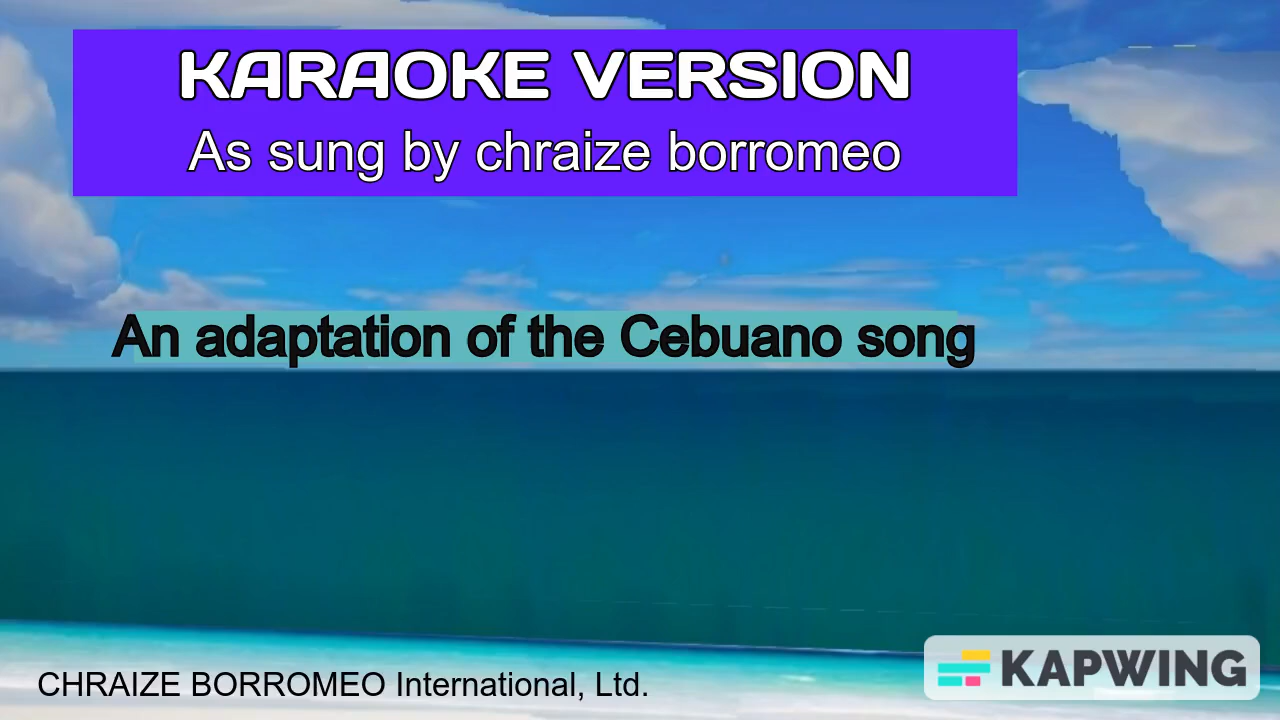 KARAOKE VERSION
As sung by chraize borromeo
An adaptation of the Cebuano song
CHRAIZE BORROMEO International, Ltd.
KAPWING